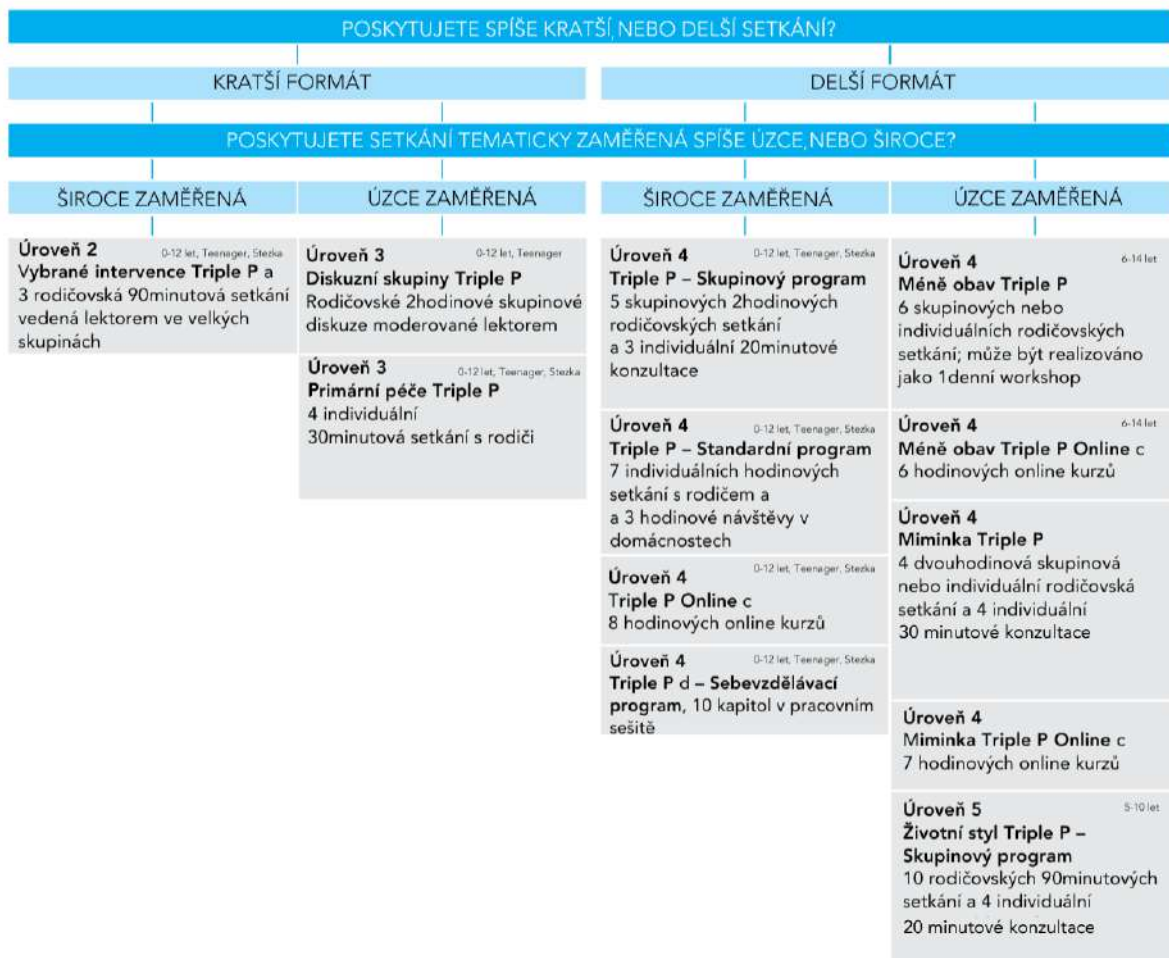 POSKYTUJETE SPÍŠE KRATŠÍ, NEBO DELŠÍ SETKÁNÍ?
KRATŠÍ FORMÁT
DELŠÍ FORMÁT
POSKYTUJETE SETKÁNÍ TEMATICKY ZAMĚŘENÁ SPÍŠE ÚZCE, NEBO ŠIROCE?
ŠIROCE ZAMĚŘENÁ
ÚZCE ZAMĚŘENÁ
ŠIROCE ZAMĚŘENÁ
ÚZCE ZAMĚŘENÁ
Úroveň 2 0-12 let, Teenager, Stezka
Vybrané intervence Triple P a
3 rodičovská 90minutová setkání
vedená lektorem ve velkých
skupinách
Úroveň 3 0-12 let, Teenager
Diskuzní skupiny Triple P
Rodičovské 2hodinové skupinové
diskuze moderované lektorem
Úroveň 3 0-12 let, Teenager, Stezka
Primární péče Triple P
4 individuální
30minutová setkání s rodiči
Úroveň 4 0-12 let, Teenager, Stezka
Triple P – Skupinový program
5 skupinových 2hodinových
rodičovských setkání
a 3 individuální 20minutové
konzultace
Úroveň 4 0-12 let, Teenager, Stezka
Triple P – Standardní program
7 individuálních hodinových
setkání s rodičem a
a 3 hodinové návštěvy v
domácnostech
Úroveň 4 0-12 let, Teenager, Stezka
Triple P Online c
8 hodinových online kurzů
Úroveň 4 0-12 let, Teenager, Stezka
Triple P d – Sebevzdělávací
program, 10 kapitol v pracovním
sešitě
Úroveň 4 6-14 let
Méně obav Triple P
6 skupinových nebo
individuálních rodičovských
setkání; může být realizováno
jako 1denní workshop
Úroveň 4 6-14 let
Méně obav Triple P Online c
6 hodinových online kurzů
Úroveň 4
Miminka Triple P
4 dvouhodinová skupinová
nebo individuální rodičovská
setkání a 4 individuální
30 minutové konzultace
Úroveň 4
Miminka Triple P Online c
7 hodinových online kurzů
Úroveň 5 5-10 let
Životní styl Triple P –
Skupinový program
10 rodičovských 90minutových
setkání a 4 individuální
20 minutové konzultace